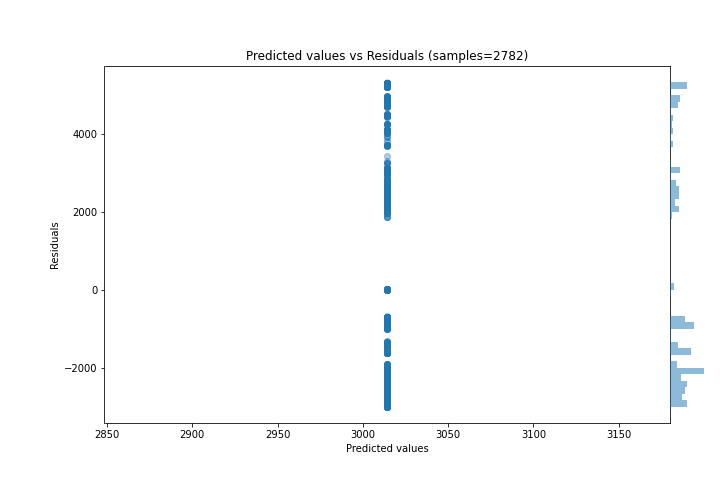 Predicted values vs Residuals (samples=2782)
4000
2000
0
−2000
Residuals
2850 2900 2950 3000 3050 3100 3150
Predicted values